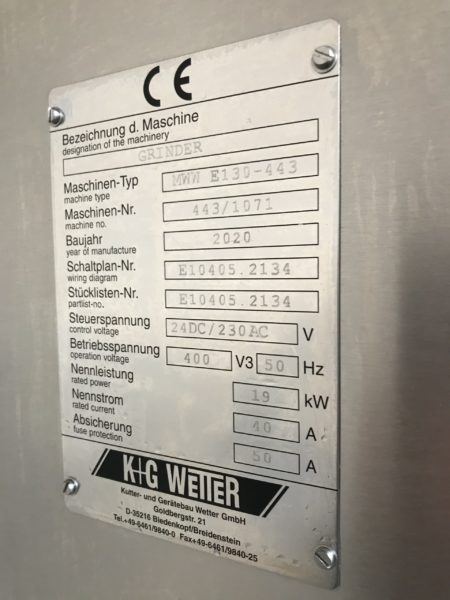 CE
Bezeichnung d. Maschine
designation of the machinery
GRINDER
Maschinen-Typ MWW E130-443
machine type
Maschinen-Nr. 443/1071
machine no.
Baujahr 2020
year of manufacture
Schaltplan-Nr. E10405.2134
wiring diagram
Stücklisten-Nr. E10405.2134
partlist-no.
Steuerspannung 24DC/230AC V
control voltage
Betriebsspannung 400 V3 50 Hz
operation voltage
Nennleistung 19 kW
rated power
Nennstrom 40 A
rated current
Absicherung 50 A
fuse protection
K+G WETTER
Kutter- und Gerätebau Wetter GmbH
Goldbergstr. 21
D-35216 Biedenkopf/Breidenstein
Tel.+49-6461/9840-0 Fax+49-6461/9840-25